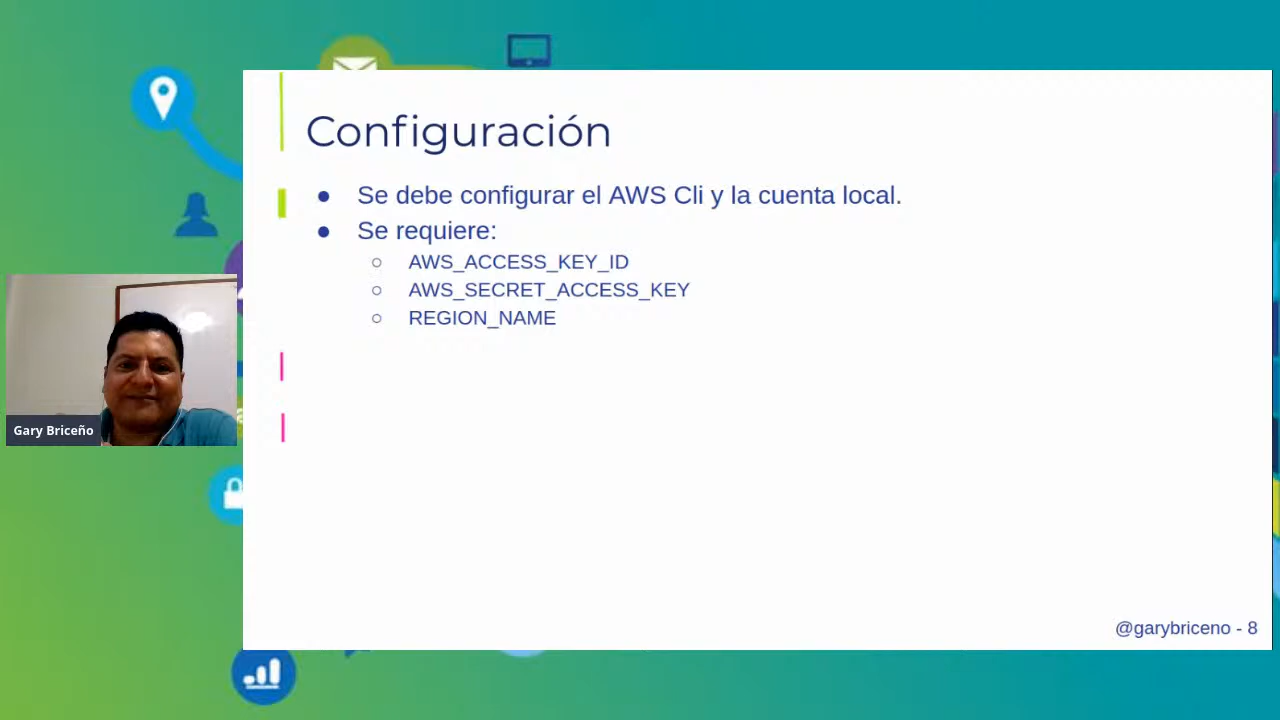 Configuración
● Se debe configurar el AWS Cli y la cuenta local.
● Se requiere:
○ AWS_ACCESS_KEY_ID
○ AWS_SECRET_ACCESS_KEY
○ REGION_NAME
Gary Briceño
@garybriceno - 8